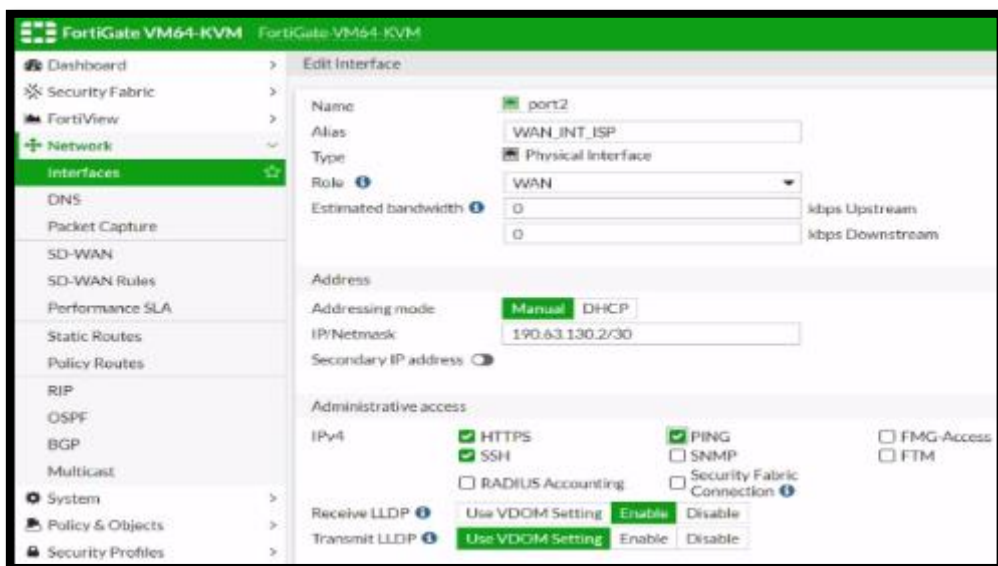 FortiGate VM64-KVM FortiGate-VM64-KVM
Dashboard
Security Fabric
FortiView
Network
Interfaces
DNS
Packet Capture
SD-WAN
SD-WAN Rules
Performance SLA
Static Routes
Policy Routes
RIP
OSPF
BGP
Multicast
System
Policy & Objects
Security Profiles
Edit Interface
Name port2
Alias WAN_INT_ISP
Type Physical Interface
Role WAN
Estimated bandwidth 0 kbps Upstream
0 kbps Downstream
Address
Addressing mode Manual DHCP
IP/Netmask 190.63.130.2/30
Secondary IP address
Administrative access
IPv4 HTTPS PING FMG-Access
SSH SNMP FTM
RADIUS Accounting Security Fabric
Connection
Receive LLDP Use VDOM Setting Enable Disable
Transmit LLDP Use VDOM Setting Enable Disable